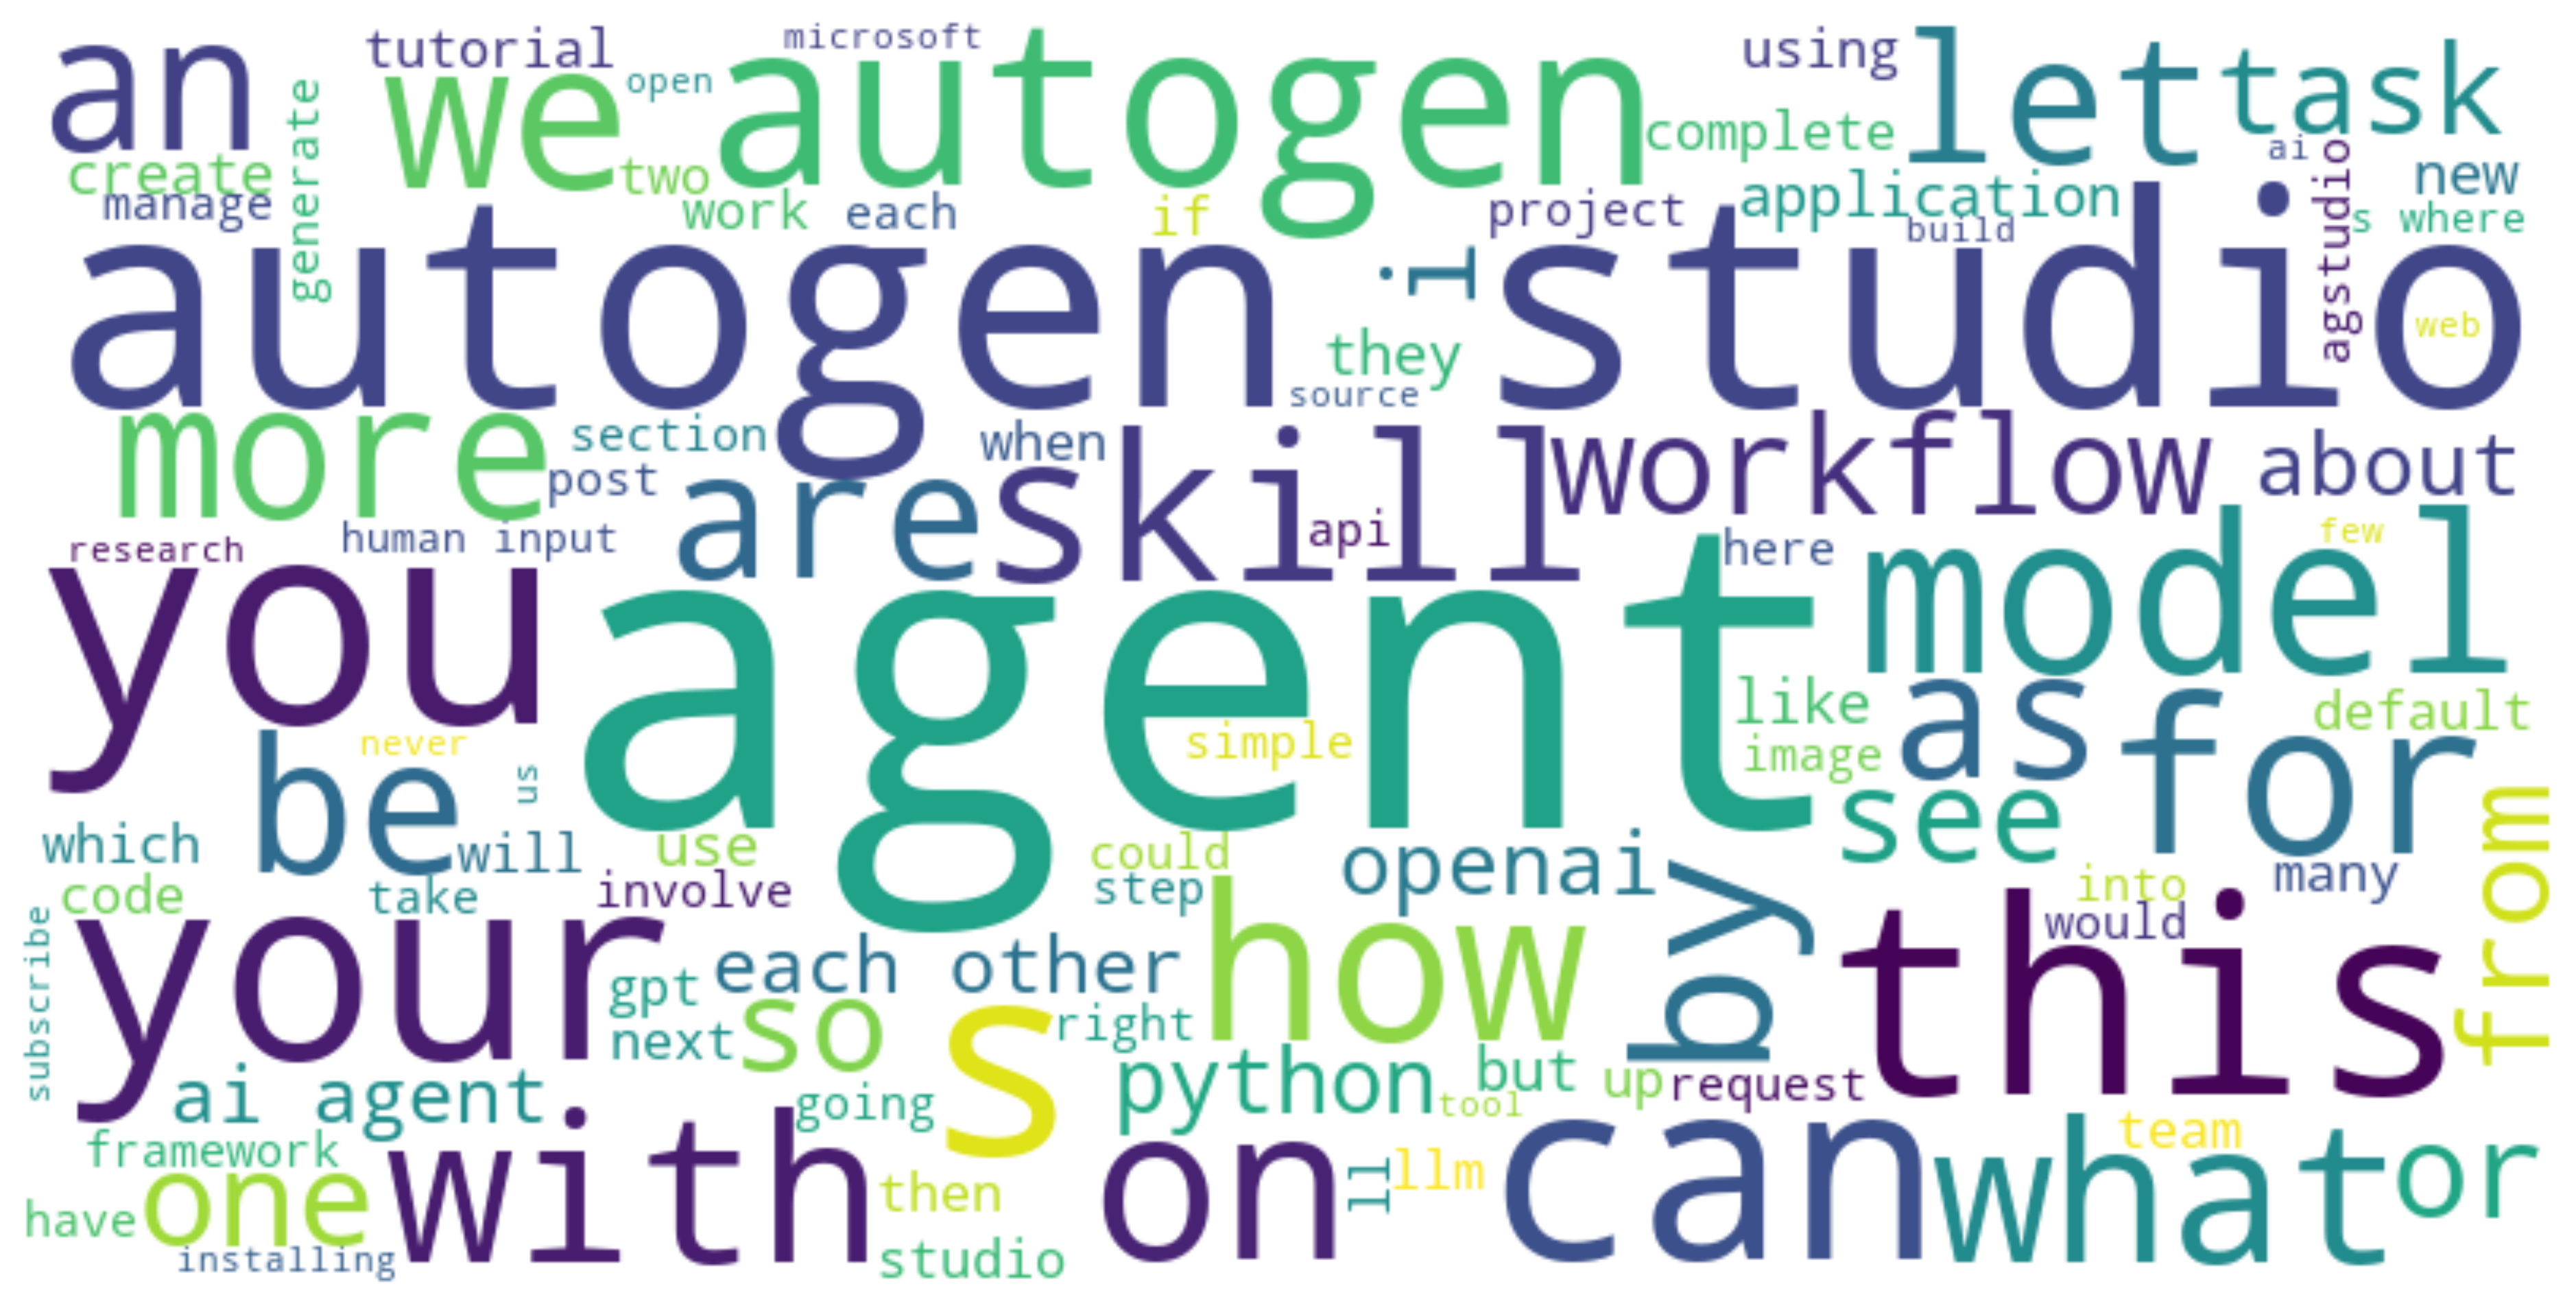 an
tutorial
microsoft
using
let
task
we
open
autogen
complete
generate
create
two
ai
new
manage
work
each
if
project
application
build
agstudio
s where
autogen studio
i
they
web
source
more
section
when
workflow
about
post
are
skill
research
human input
api
here
few
you
agent
model
like
as
default
never
simple
image
for
be
us
see
from
which
will
use
could
openai
by
into
many
code
take
involve
step
how
would
this
subscribe
your
gpt
each other
next
so
s
right
python
but
up
request
ai agent
going
tool
team
framework
one
with
then
on
ll
llm
can
what
or
have
installing
studio